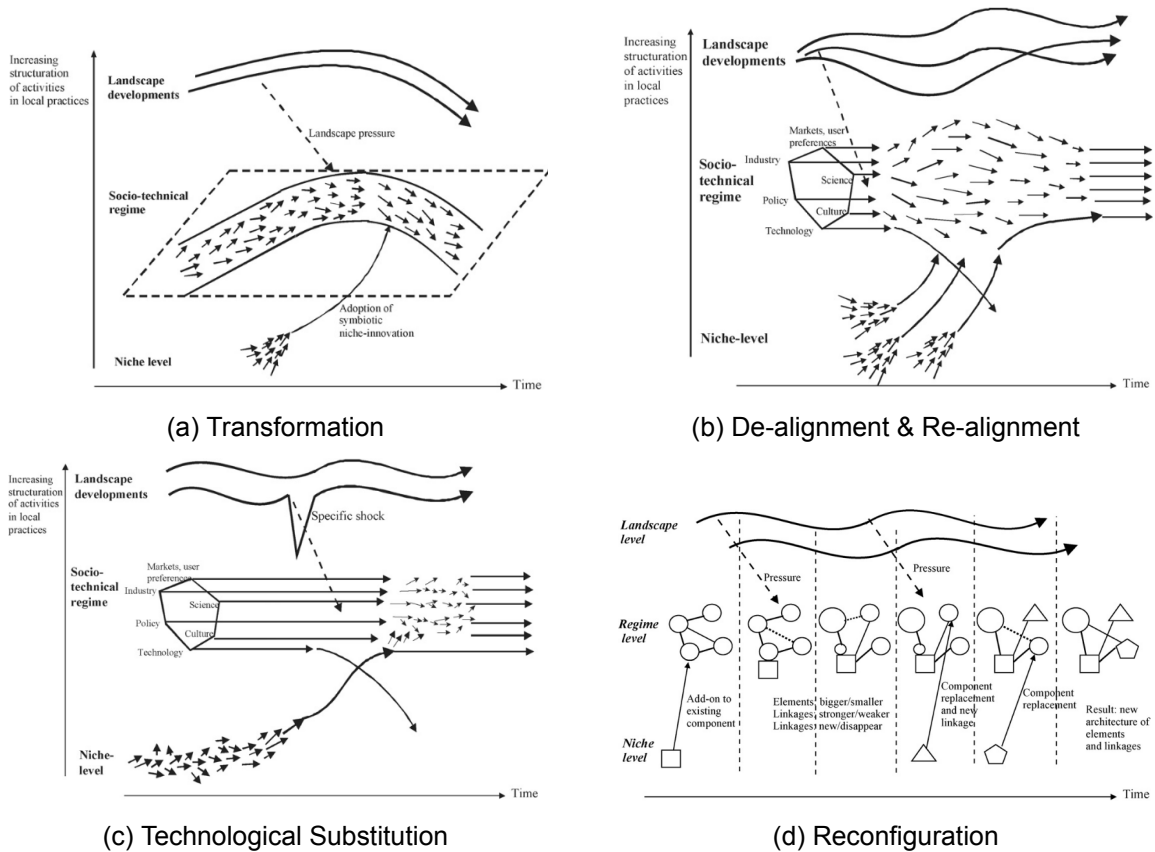 Increasing
structuration
of activities
in local practices
Landscape
developments
Landscape pressure
Socio-technical
regime
Adoption of
symbiotic
niche-innovation
Niche level
Time
(a) Transformation
Increasing
structuration
of activities
in local practices
Landscape
developments
Markets, user
preferences
Industry
Socio-
technical
regime
Science
Policy
Culture
Technology
Niche-level
Time
(b) De-alignment & Re-alignment
Increasing
structuration
of activities
in local practices
Landscape
developments
Specific shock
Socio-
technical
regime
Markets, user
preferences
Industry
Science
Policy
Culture
Technology
Niche-
level
Time
(c) Technological Substitution
Landscape
level
Pressure
Pressure
Regime
level
Add-on to
existing
component
Elements: bigger/smaller
Linkages: stronger/weaker
Linkages: new/disappear
Component
replacement
and new
linkage
Component
replacement
Result: new
architecture of
elements
and linkages
Niche
level
Time
(d) Reconfiguration